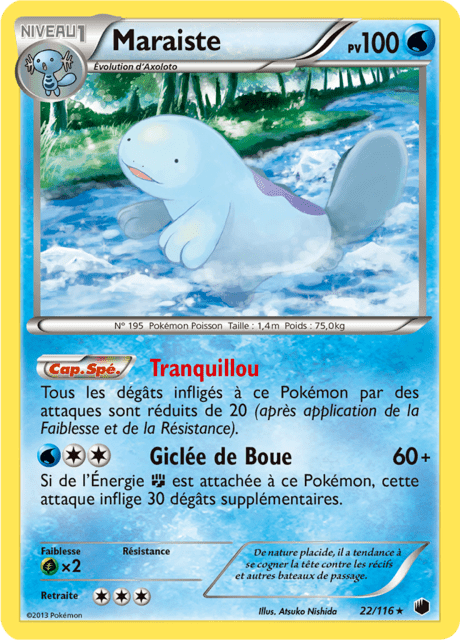 NIVEAU 1
Maraiste
PV100
Évolution d'Axoloto
N° 195 Pokémon Poisson Taille : 1,4m Poids : 75,0kg
Cap. Spé. Tranquillou
Tous les dégâts infligés à ce Pokémon par des
attaques sont réduits de 20 (après application de la
Faiblesse et de la Résistance).
Giclée de Boue 60+
Si de l'Énergie est attachée à ce Pokémon, cette
attaque inflige 30 dégâts supplémentaires.
Faiblesse Résistance
×2
Retraite
De nature placide, il a tendance à
se cogner la tête contre les récifs
et autres bateaux de passage.
©2013 Pokémon
Illus. Atsuko Nishida
22/116 ★